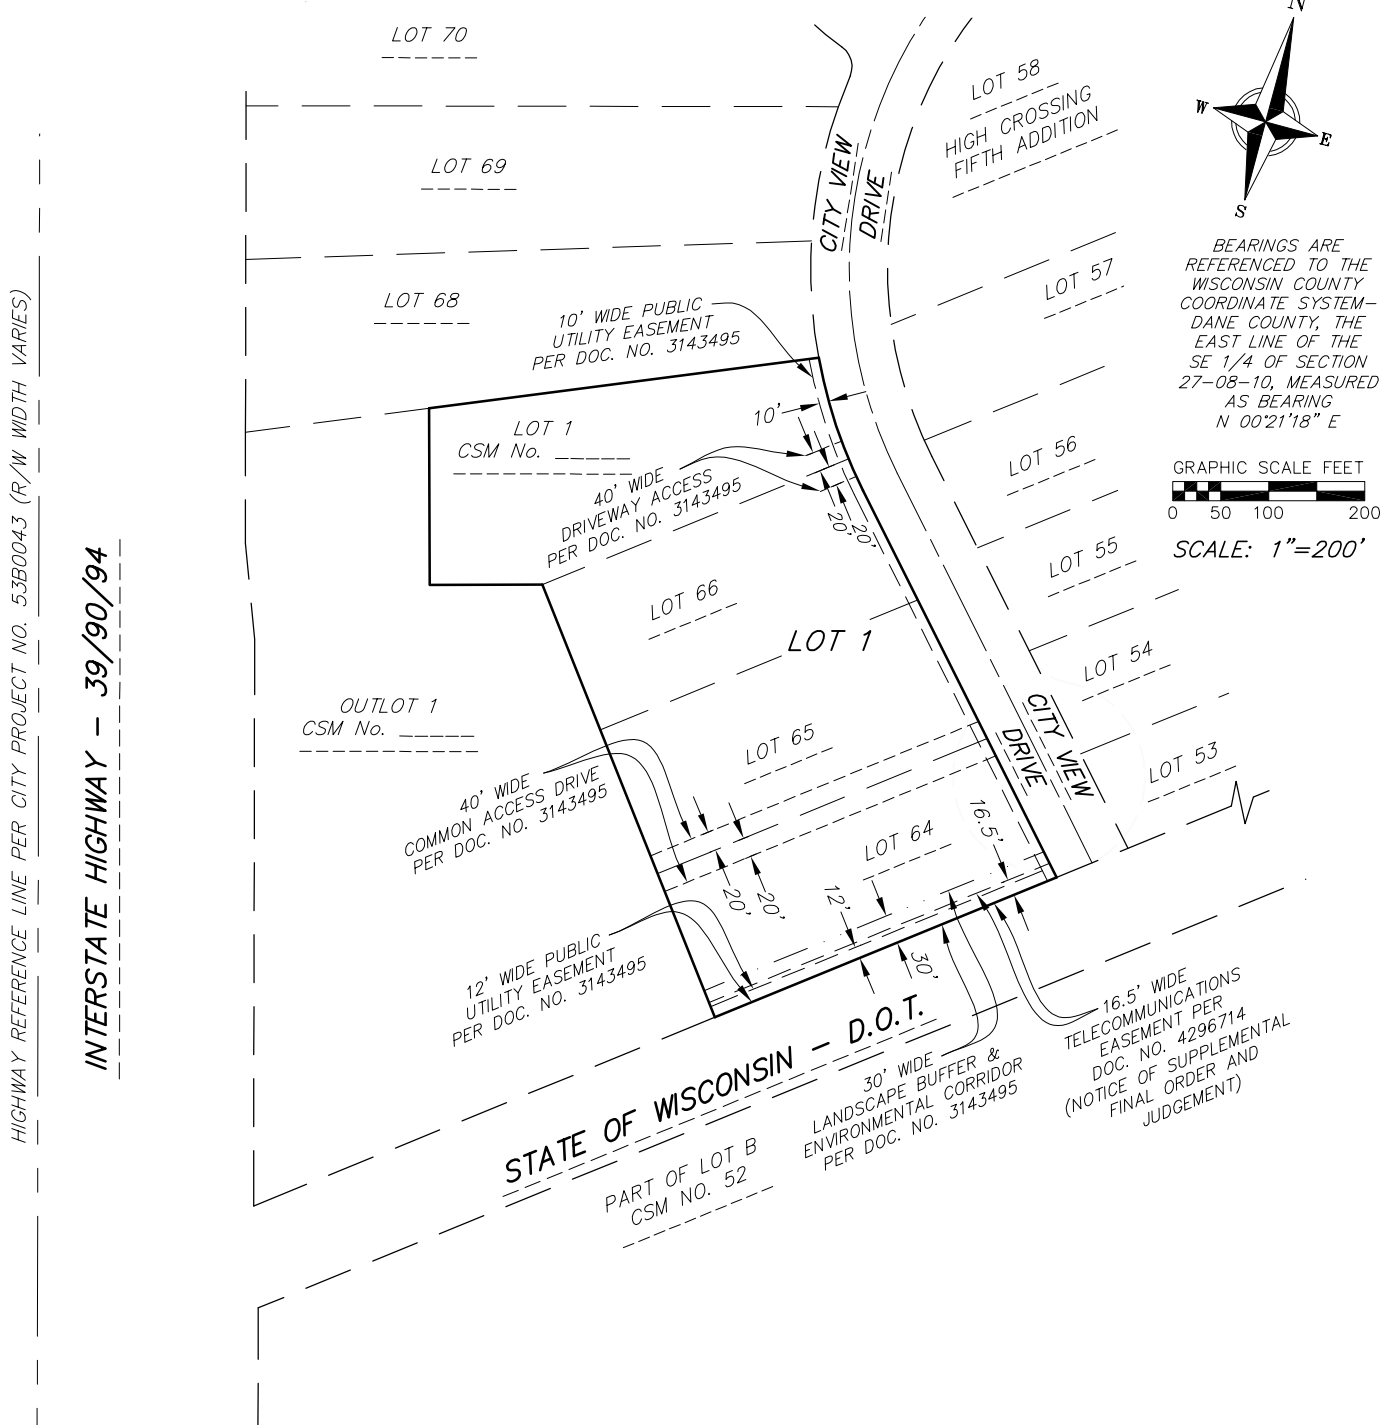 LOT 70
LOT 69
LOT 68
LOT 58
HIGH CROSSING
FIFTH ADDITION
N
W
E
S
CITY VIEW
DRIVE
LOT 57
BEARINGS ARE
REFERENCED TO THE
WISCONSIN COUNTY
COORDINATE SYSTEM-
DANE COUNTY, THE
EAST LINE OF THE
SE 1/4 OF SECTION
27-08-10, MEASURED
AS BEARING
N 00°21'18" E
GRAPHIC SCALE FEET
0 50 100 200
SCALE: 1"=200'
10' WIDE PUBLIC
UTILITY EASEMENT
PER DOC. NO. 3143495
10'
LOT 1
CSM No. ______
40' WIDE
DRIVEWAY ACCESS
PER DOC. NO. 3143495
20'
20'
LOT 56
LOT 55
LOT 54
LOT 53
LOT 66
LOT 1
LOT 65
LOT 64
CITY VIEW
DRIVE
OUTLOT 1
CSM No. ______
40' WIDE
COMMON ACCESS DRIVE
PER DOC. NO. 3143495
20'
20'
16.5'
12'
30'
12' WIDE PUBLIC
UTILITY EASEMENT
PER DOC. NO. 3143495
30' WIDE
LANDSCAPE BUFFER &
ENVIRONMENTAL CORRIDOR
PER DOC. NO. 3143495
16.5' WIDE
TELECOMMUNICATIONS
EASEMENT PER
DOC. NO. 4296714
(NOTICE OF SUPPLEMENTAL
FINAL ORDER AND
JUDGEMENT)
STATE OF WISCONSIN - D.O.T.
PART OF LOT B
CSM NO. 52
INTERSTATE HIGHWAY - 39/90/94
HIGHWAY REFERENCE LINE PER CITY PROJECT NO. 53B0043 (R/W WIDTH VARIES)